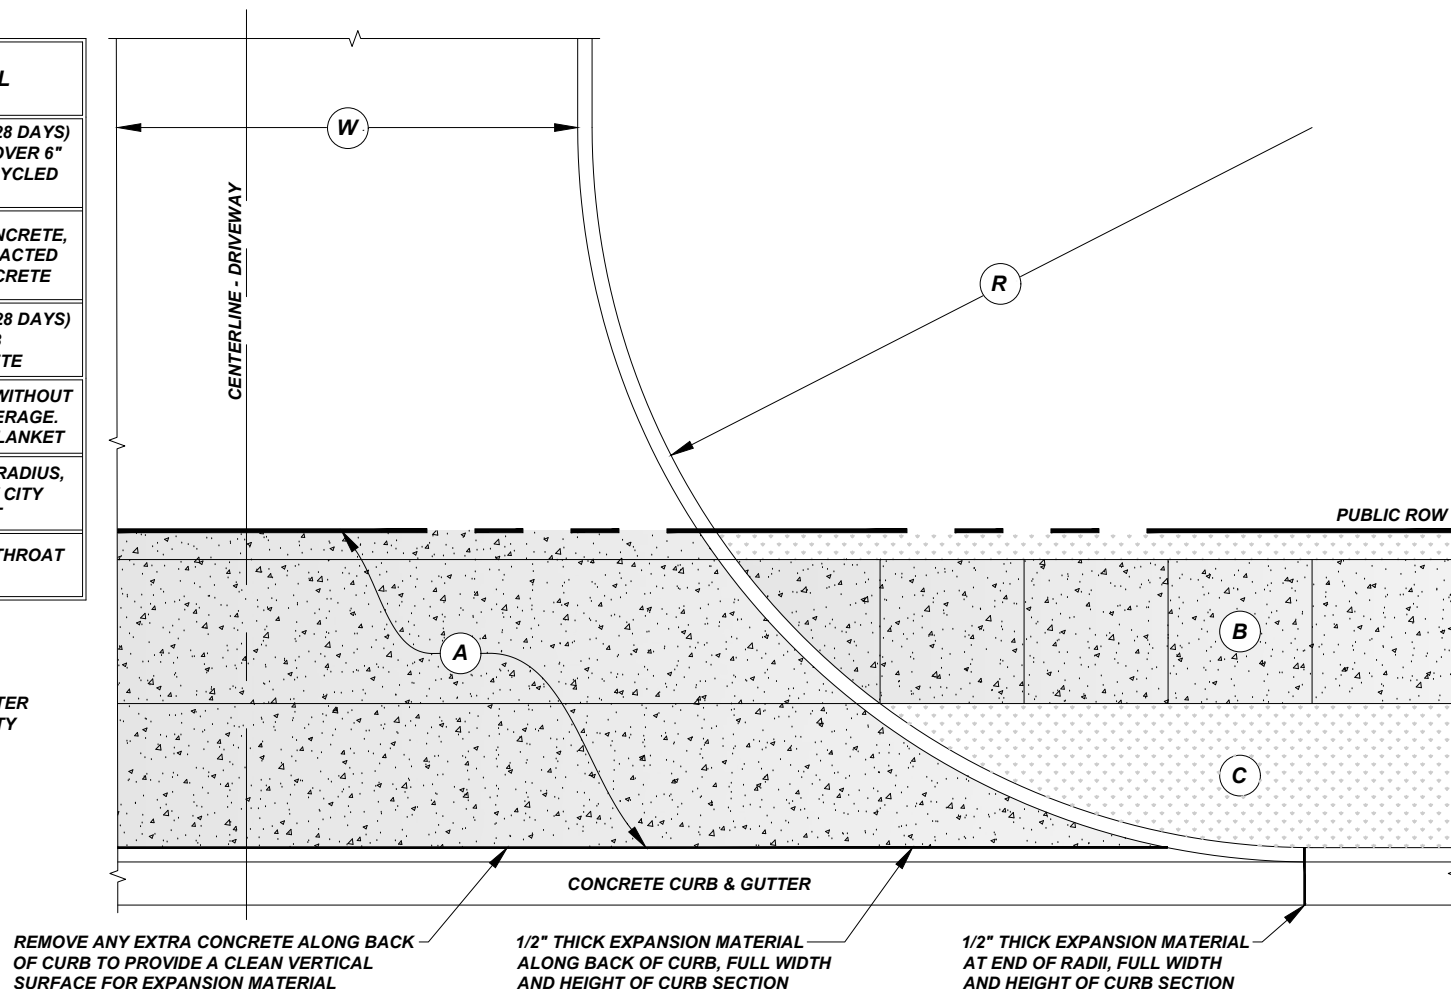 L
28 DAYS)
OVER 6"
YCLED
NCRETE,
ACTED
CRETE
28 DAYS)
TE
WITHOUT
ERAGE.
LANKET
RADIUS,
CITY
THROAT
TER
TY
W
CENTERLINE - DRIVEWAY
R
PUBLIC ROW
A
B
C
CONCRETE CURB & GUTTER
REMOVE ANY EXTRA CONCRETE ALONG BACK
OF CURB TO PROVIDE A CLEAN VERTICAL
SURFACE FOR EXPANSION MATERIAL
1/2" THICK EXPANSION MATERIAL
ALONG BACK OF CURB, FULL WIDTH
AND HEIGHT OF CURB SECTION
1/2" THICK EXPANSION MATERIAL
AT END OF RADII, FULL WIDTH
AND HEIGHT OF CURB SECTION